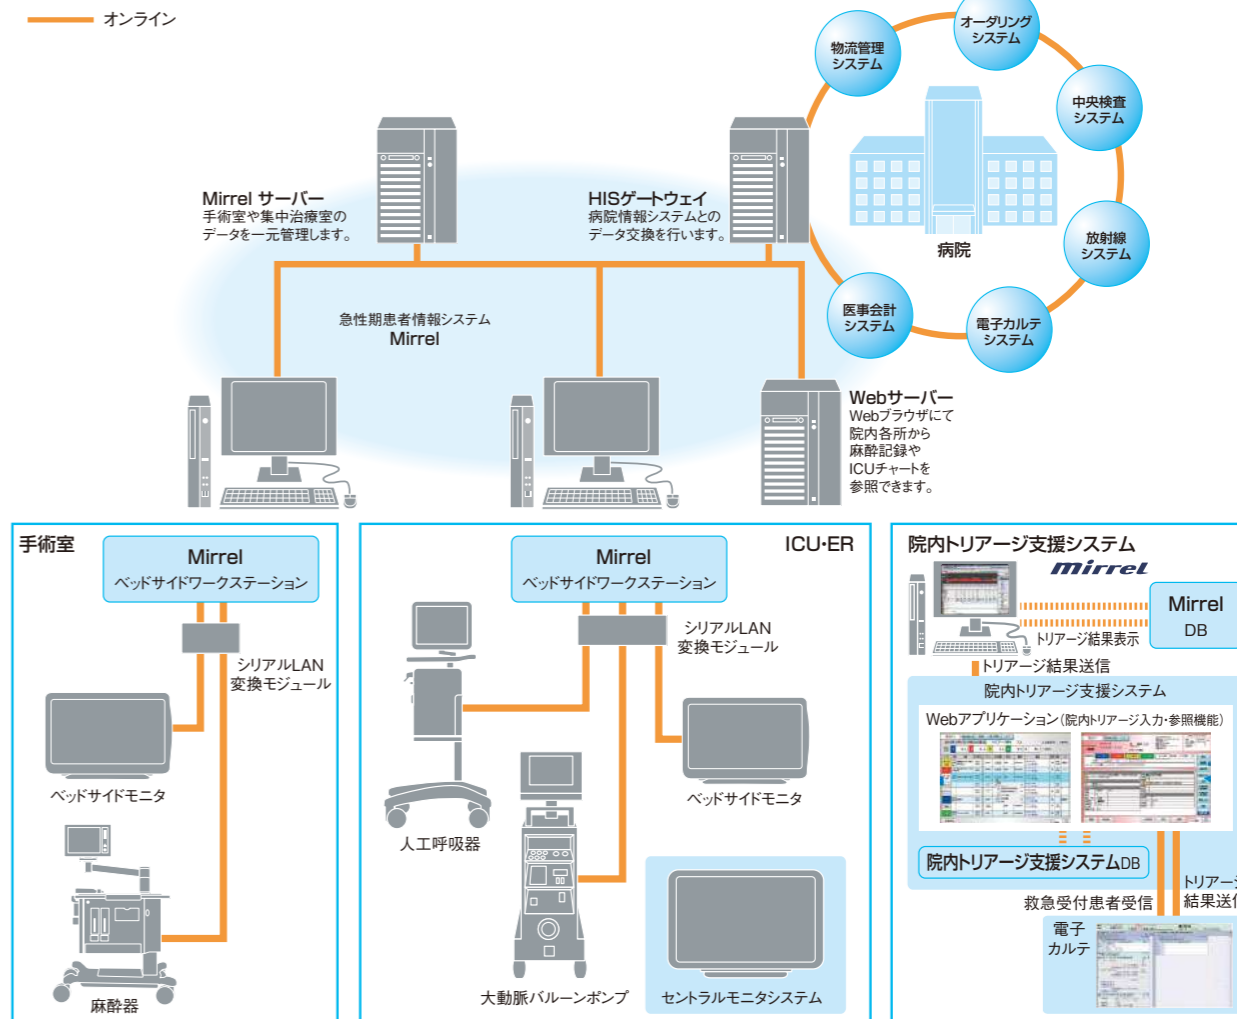 オンライン
オーダリング
システム
物流管理
システム
中央検査
システム
放射線
システム
電子カルテ
システム
医事会計
システム
病院
Mirrel サーバー
手術室や集中治療室の
データを一元管理します。
HISゲートウェイ
病院情報システムとの
データ交換を行います。
急性期患者情報システム
Mirrel
Webサーバー
Webブラウザにて
院内各所から
麻酔記録や
ICUチャートを
参照できます。
手術室
Mirrel
ベッドサイドワークステーション
シリアルLAN
変換モジュール
ベッドサイドモニタ
麻酔器
ICU・ER
Mirrel
ベッドサイドワークステーション
シリアルLAN
変換モジュール
人工呼吸器
ベッドサイドモニタ
大動脈バルーンポンプ
セントラルモニタシステム
院内トリアージ支援システム
Mirrel
Mirrel
DB
トリアージ結果表示
トリアージ結果送信
院内トリアージ支援システム
Webアプリケーション（院内トリアージ入力・参照機能）
院内トリアージ支援システムDB
救急受付患者受信
トリアージ
結果送信
電子
カルテ